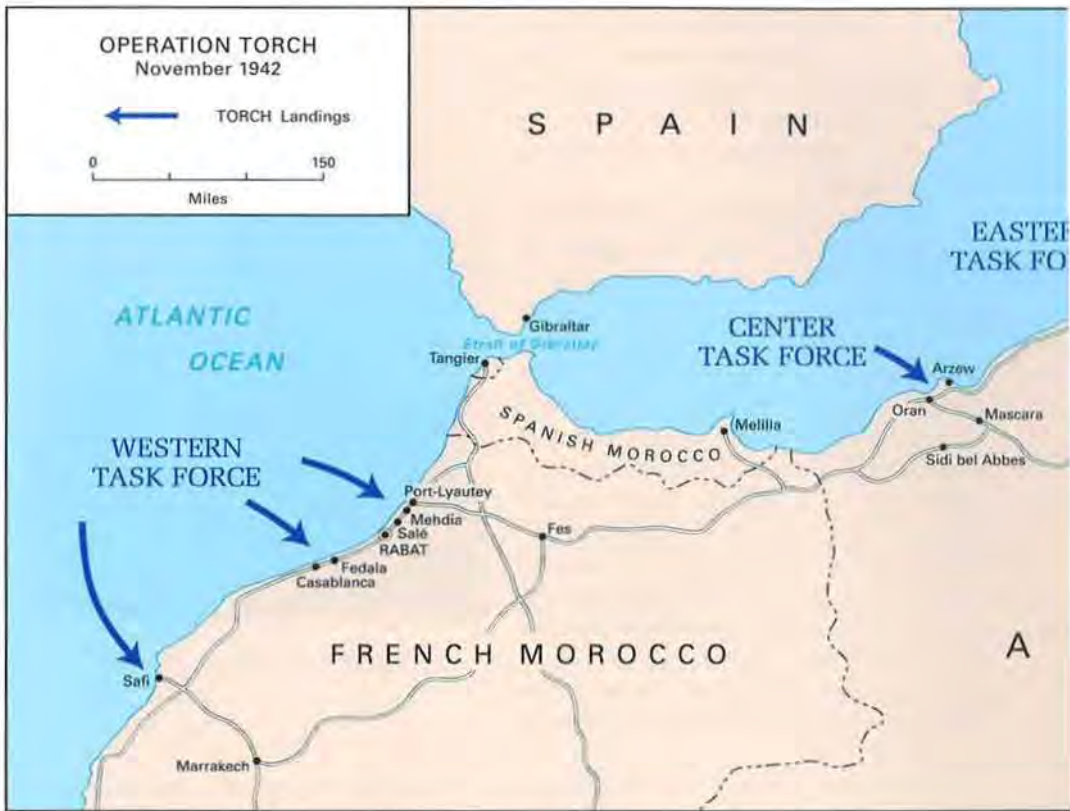 OPERATION TORCH
November 1942
TORCH Landings
0 150
Miles
SPAIN
EASTE
TASK FO
ATLANTIC
OCEAN
Gibraltar
Strait of Gibraltar
Tangier
CENTER
TASK FORCE
Arzew
Oran
Mascara
Sidi bel Abbes
SPANISH MOROCCO
Melilla
WESTERN
TASK FORCE
Port-Lyautey
Mehdia
Salé
RABAT
Fes
Fedala
Casablanca
FRENCH MOROCCO
A
Safi
Marrakech